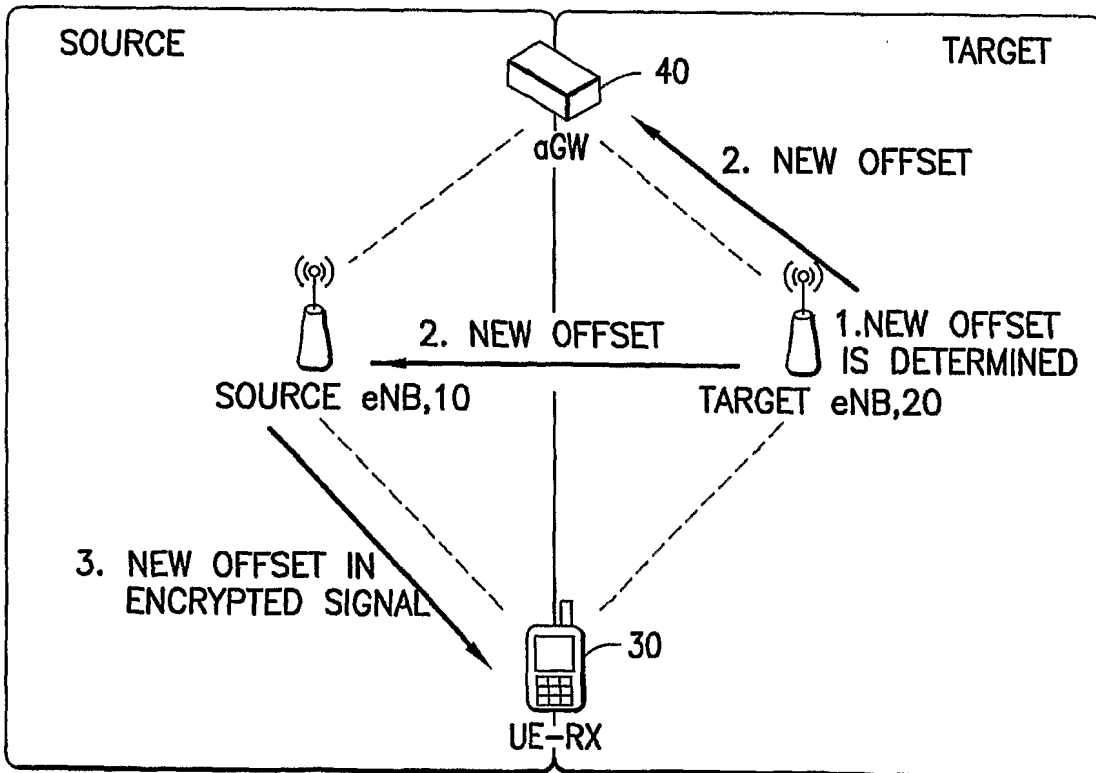 SOURCE
TARGET
40
aGW
2. NEW OFFSET
2. NEW OFFSET
1.NEW OFFSET
IS DETERMINED
SOURCE eNB,10
TARGET eNB,20
3. NEW OFFSET IN
ENCRYPTED SIGNAL
30
UE-RX